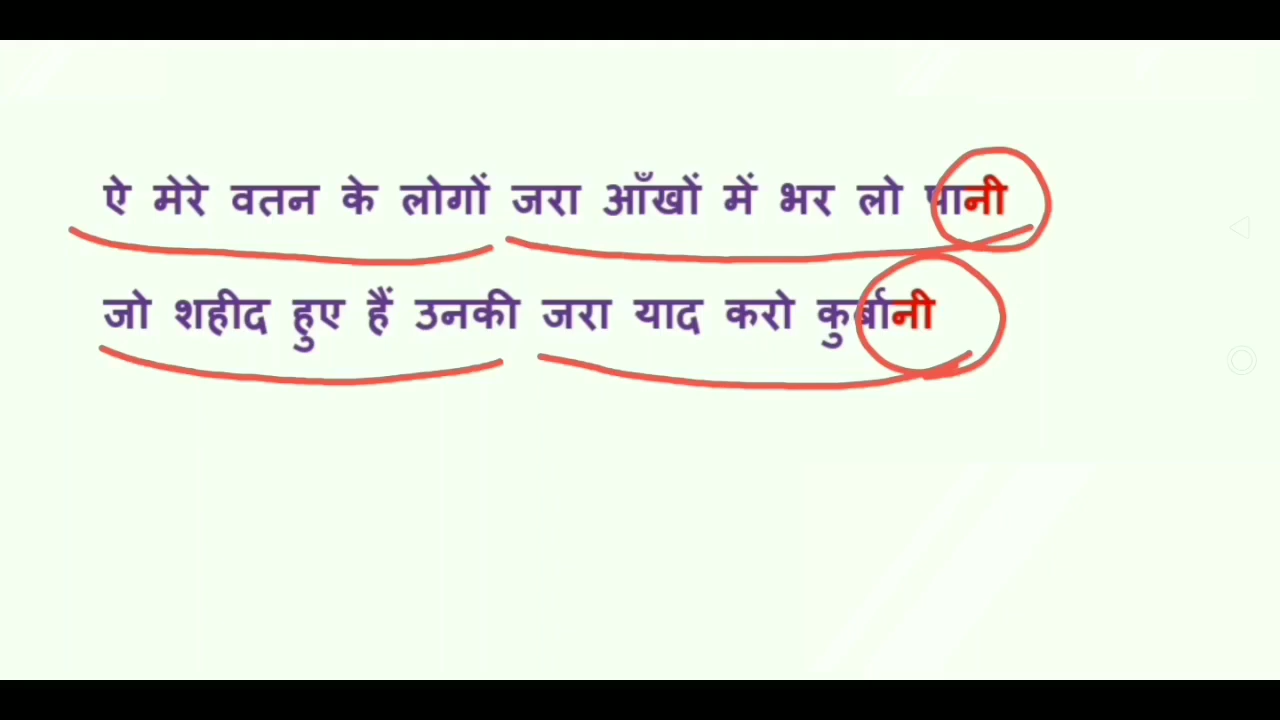 ऐ मेरे वतन के लोगों जरा आँखों में भर लो पानी
जो शहीद हुए हैं उनकी जरा याद करो कुर्बानी